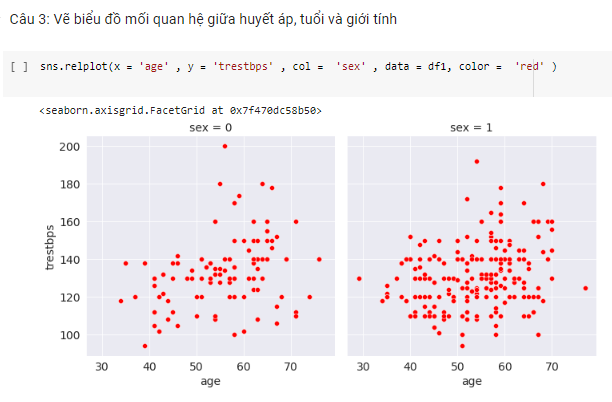 Câu 3: Vẽ biểu đồ mối quan hệ giữa huyết áp, tuổi và giới tính
[ ] sns.relplot(x = 'age' , y = 'trestbps' , col = 'sex' , data = df1, color = 'red' )
<seaborn.axisgrid.FacetGrid at 0x7f470dc58b50>
sex = 0 sex = 1
200
180
160
140
120
100
trestbps
30 40 50 60 70 30 40 50 60 70
age age